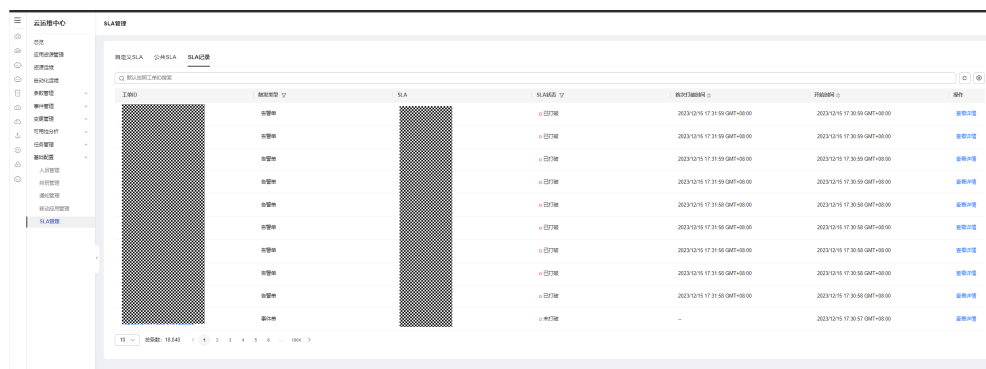 云运维中心
SLA管理
总览
应用资源管理
资源运维
自动化运维
参数管理
事件管理
变更管理
可用性分析
任务管理
基础配置
人员管理
排班管理
通知管理
移动应用管理
SLA管理
自定义SLA 公共SLA SLA记录
默认按照工单ID搜索
工单ID 触发类型 SLA SLA状态 首次打破时间 开始时间 操作
告警单 已打破 2023/12/15 17:31:59 GMT+08:00 2023/12/15 17:30:59 GMT+08:00 查看详情
告警单 已打破 2023/12/15 17:31:59 GMT+08:00 2023/12/15 17:30:59 GMT+08:00 查看详情
告警单 已打破 2023/12/15 17:31:59 GMT+08:00 2023/12/15 17:30:59 GMT+08:00 查看详情
告警单 已打破 2023/12/15 17:31:59 GMT+08:00 2023/12/15 17:30:59 GMT+08:00 查看详情
告警单 已打破 2023/12/15 17:31:58 GMT+08:00 2023/12/15 17:30:58 GMT+08:00 查看详情
告警单 已打破 2023/12/15 17:31:58 GMT+08:00 2023/12/15 17:30:58 GMT+08:00 查看详情
告警单 已打破 2023/12/15 17:31:58 GMT+08:00 2023/12/15 17:30:58 GMT+08:00 查看详情
告警单 已打破 2023/12/15 17:31:58 GMT+08:00 2023/12/15 17:30:58 GMT+08:00 查看详情
告警单 已打破 2023/12/15 17:31:58 GMT+08:00 2023/12/15 17:30:58 GMT+08:00 查看详情
事件单 未打破 -- 2023/12/15 17:30:57 GMT+08:00 查看详情
10 总条数: 18,640 < 1 2 3 4 5 6 ··· 1864 >